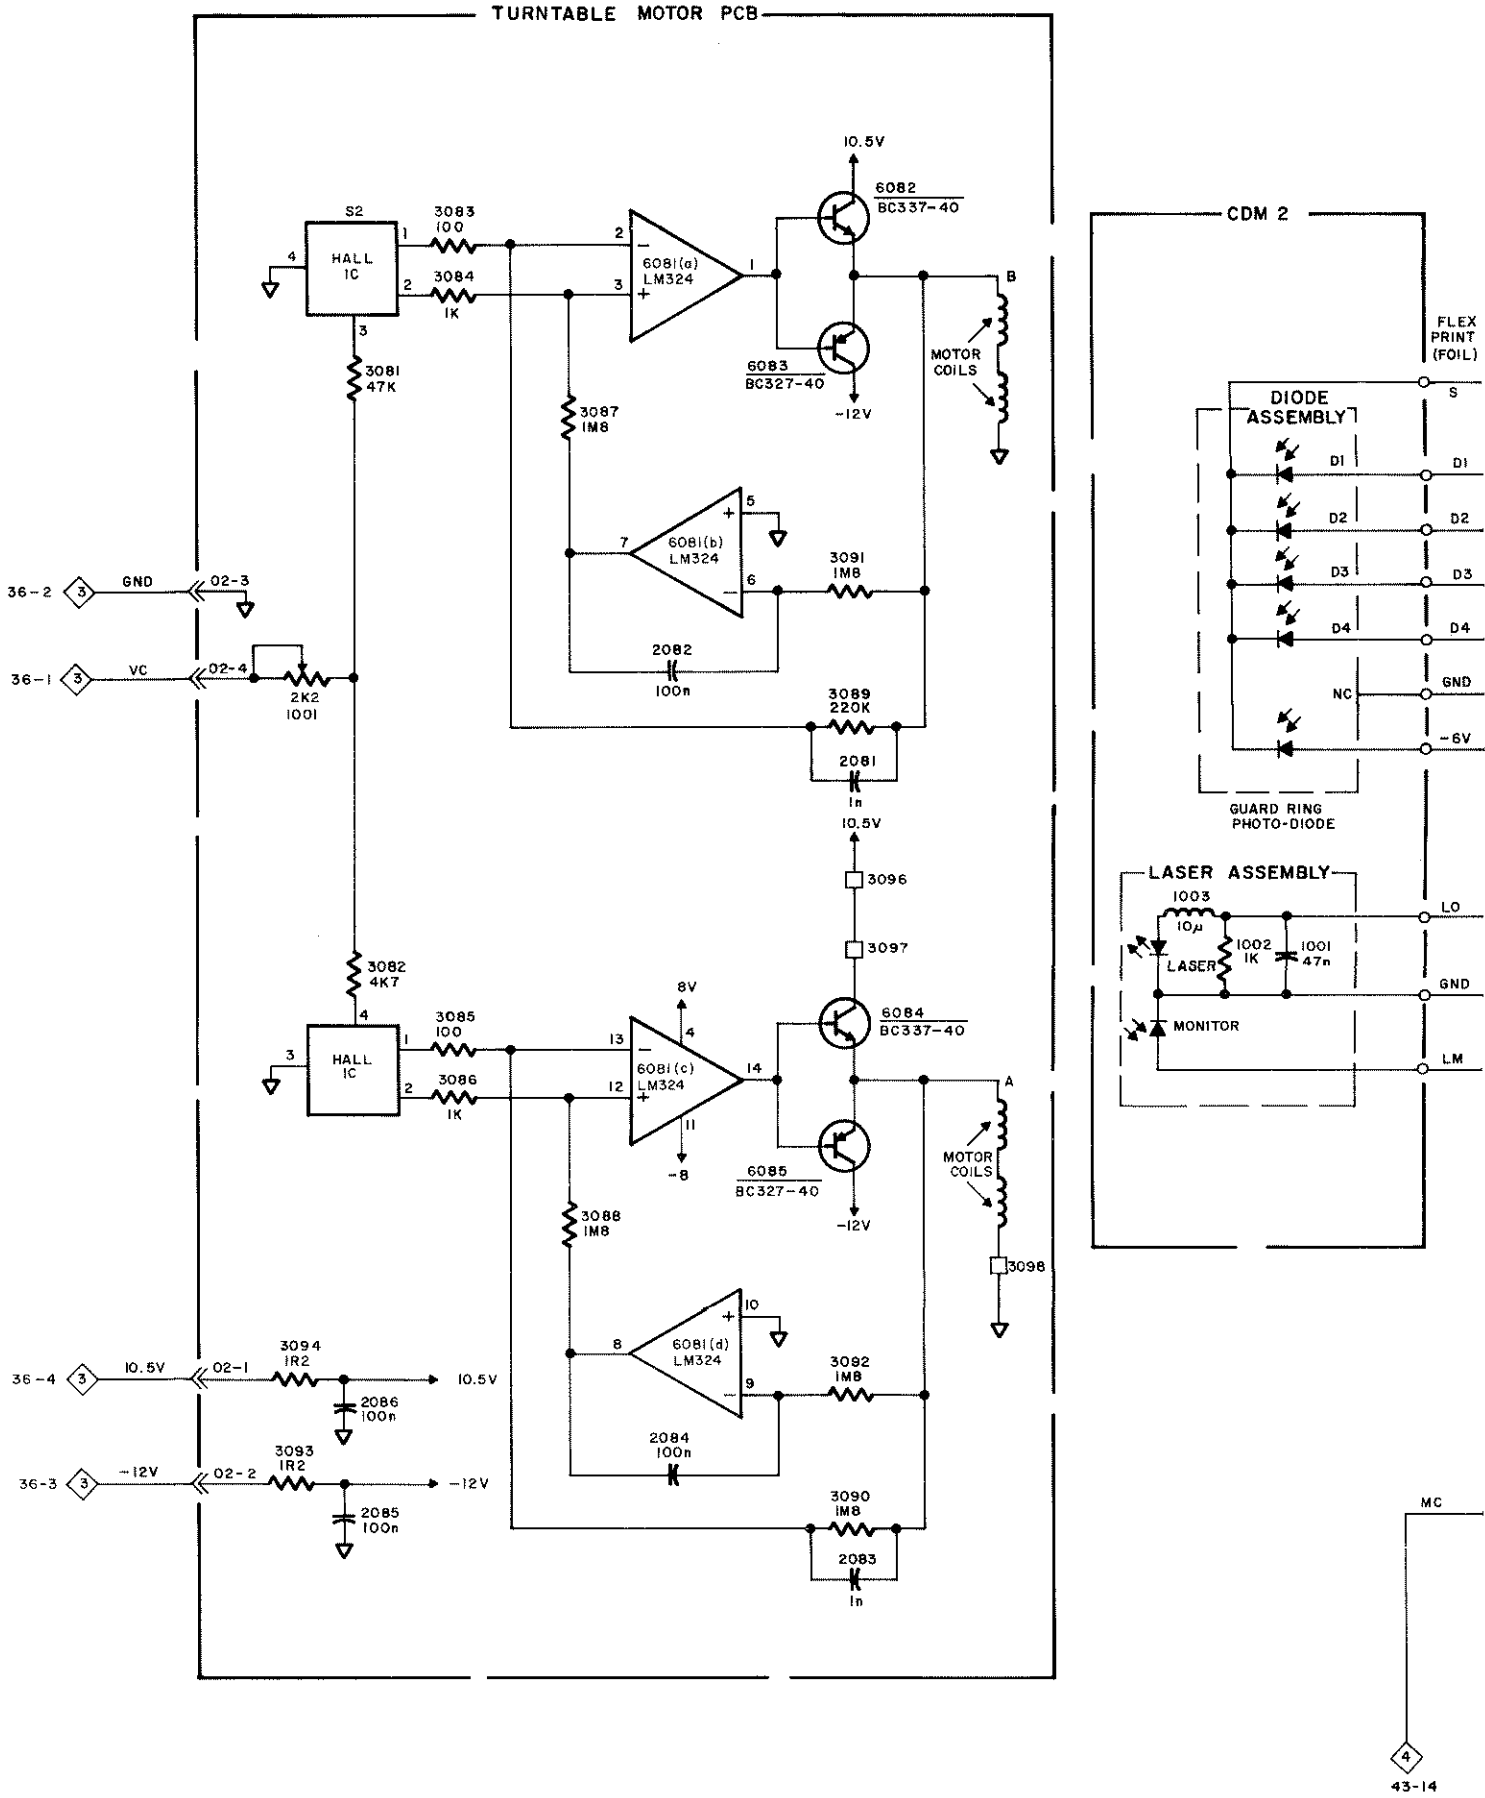 TURNTABLE MOTOR PCB
10.5V
6082
BC337-40
S2
3083
100
1
4
HALL
IC
2
-
6081(a)
LM324
1
B
3084
1K
2
3
+
3
3081
47K
6083
BC327-40
-12V
MOTOR
COILS
3087
1M8
5
+
7
6081(b)
LM324
6
-
3091
1M8
36-2
3
GND
02-3
36-1
3
VC
02-4
2K2
1001
2082
100n
3089
220K
2081
1n
10.5V
3096
3097
3082
4K7
4
8V
6084
BC337-40
3085
100
1
3
HALL
IC
13
-
4
6081(c)
LM324
14
A
3086
1K
2
12
+
11
-8
6085
BC327-40
-12V
MOTOR
COILS
3088
1M8
3098
10
+
8
6081(d)
LM324
9
-
3092
1M8
36-4
3
10.5V
02-1
3094
1R2
10.5V
2086
100n
2084
100n
36-3
3
-12V
02-2
3093
1R2
-12V
2085
100n
3090
1M8
2083
1n
CDM 2
FLEX
PRINT
(FOIL)
S
DIODE
ASSEMBLY
D1
D1
D2
D2
D3
D3
D4
D4
NC
GND
-6V
GUARD RING
PHOTO-DIODE
LASER ASSEMBLY
1003
10μ
LO
LASER
1002
1K
1001
47n
GND
MONITOR
LM
MC
4
43-14